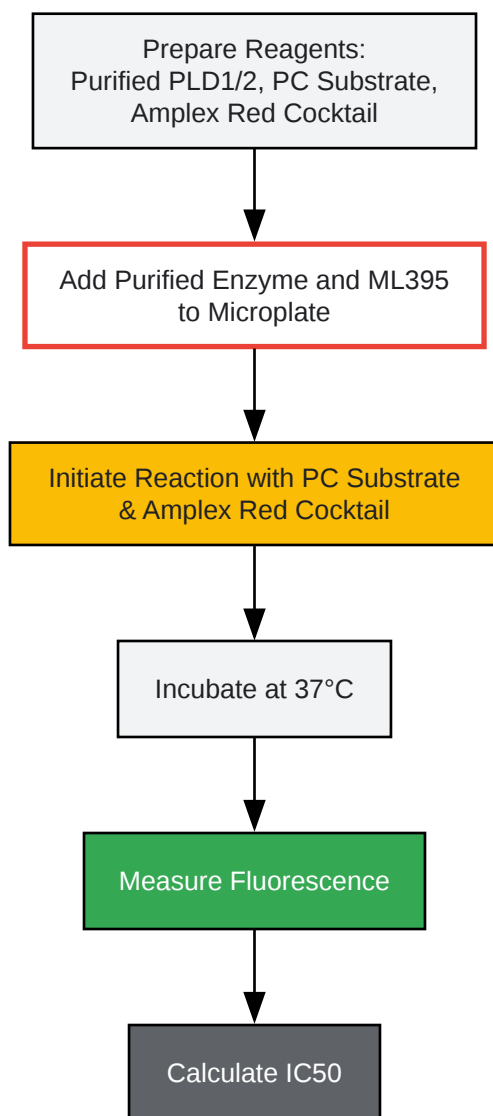 Prepare Reagents:
Purified PLD1/2, PC Substrate,
Amplex Red Cocktail
Add Purified Enzyme and ML395
to Microplate
Initiate Reaction with PC Substrate
& Amplex Red Cocktail
Incubate at 37°C
Measure Fluorescence
Calculate IC50